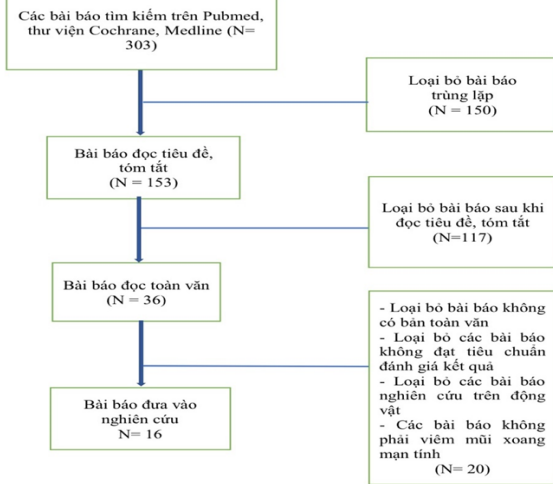 Các bài báo tìm kiếm trên Pubmed,
thư viện Cochrane, Medline (N=
303)
Loại bỏ bài báo
trùng lặp
(N = 150)
Bài báo đọc tiêu đề,
tóm tắt
(N = 153)
Loại bỏ bài báo sau khi
đọc tiêu đề, tóm tắt
(N=117)
Bài báo đọc toàn văn
(N = 36)
- Loại bỏ bài báo không
có bản toàn văn
- Loại bỏ các bài báo
không đạt tiêu chuẩn
đánh giá kết quả
- Loại bỏ các bài báo
nghiên cứu trên động
vật
- Các bài báo không
phải viêm mũi xoang
mạn tính
(N= 20)
Bài báo đưa vào
nghiên cứu
N= 16